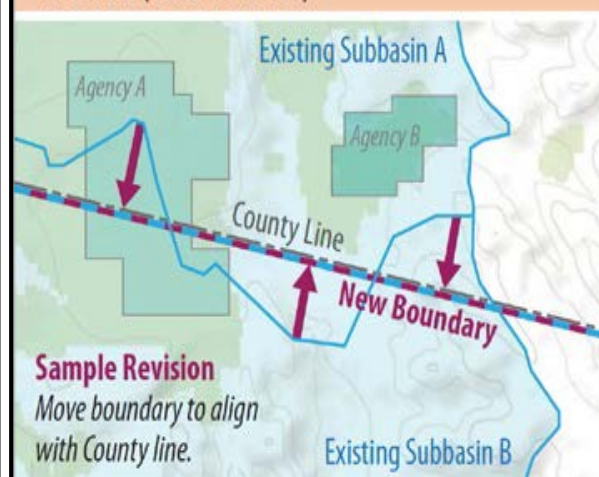 Existing Subbasin A
Agency A
Agency B
County Line
New Boundary
Sample Revision
Move boundary to align
with County line.
Existing Subbasin B